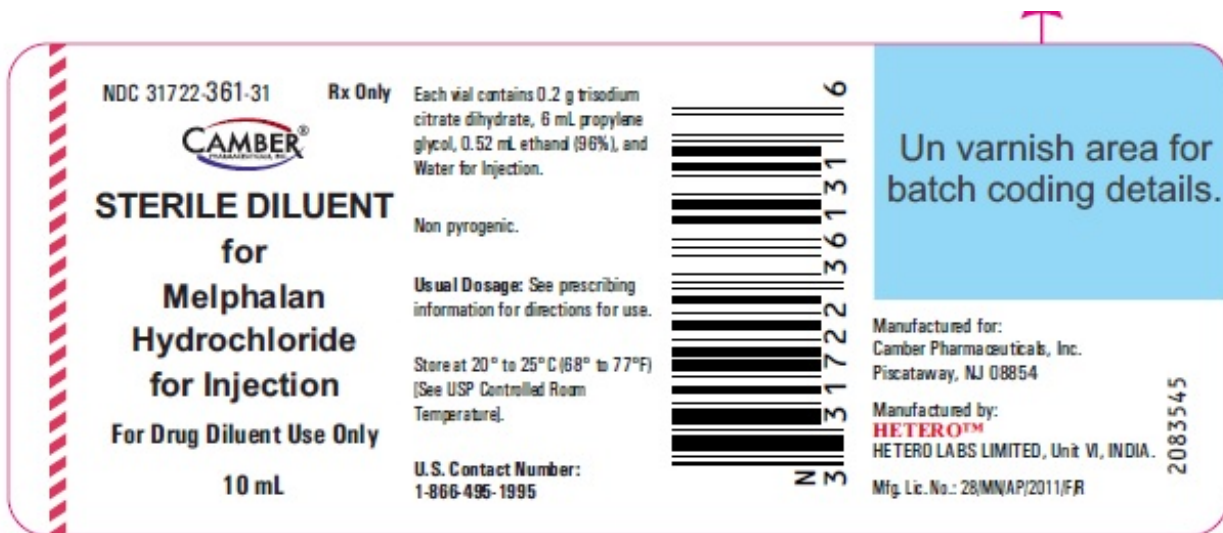 NDC 31722-361-31 Rx Only
CAMBER®
PHARMACEUTICALS, INC.
STERILE DILUENT
for
Melphalan
Hydrochloride
for Injection
For Drug Diluent Use Only
10 mL
Each vial contains 0.2 g trisodium
citrate dihydrate, 6 mL propylene
glycol, 0.52 mL ethanol (96%), and
Water for Injection.
Non pyrogenic.
Usual Dosage: See prescribing
information for directions for use.
Store at 20° to 25°C (68° to 77°F)
[See USP Controlled Room
Temperature].
U.S. Contact Number:
1-866-495-1995
N
3 31722 36131 6
Un varnish area for
batch coding details.
Manufactured for:
Camber Pharmaceuticals, Inc.
Piscataway, NJ 08854
Manufactured by:
HETERO™
HETERO LABS LIMITED, Unit VI, INDIA.
Mfg. Lic. No.: 28/MN/AP/2011/F/R
2083545